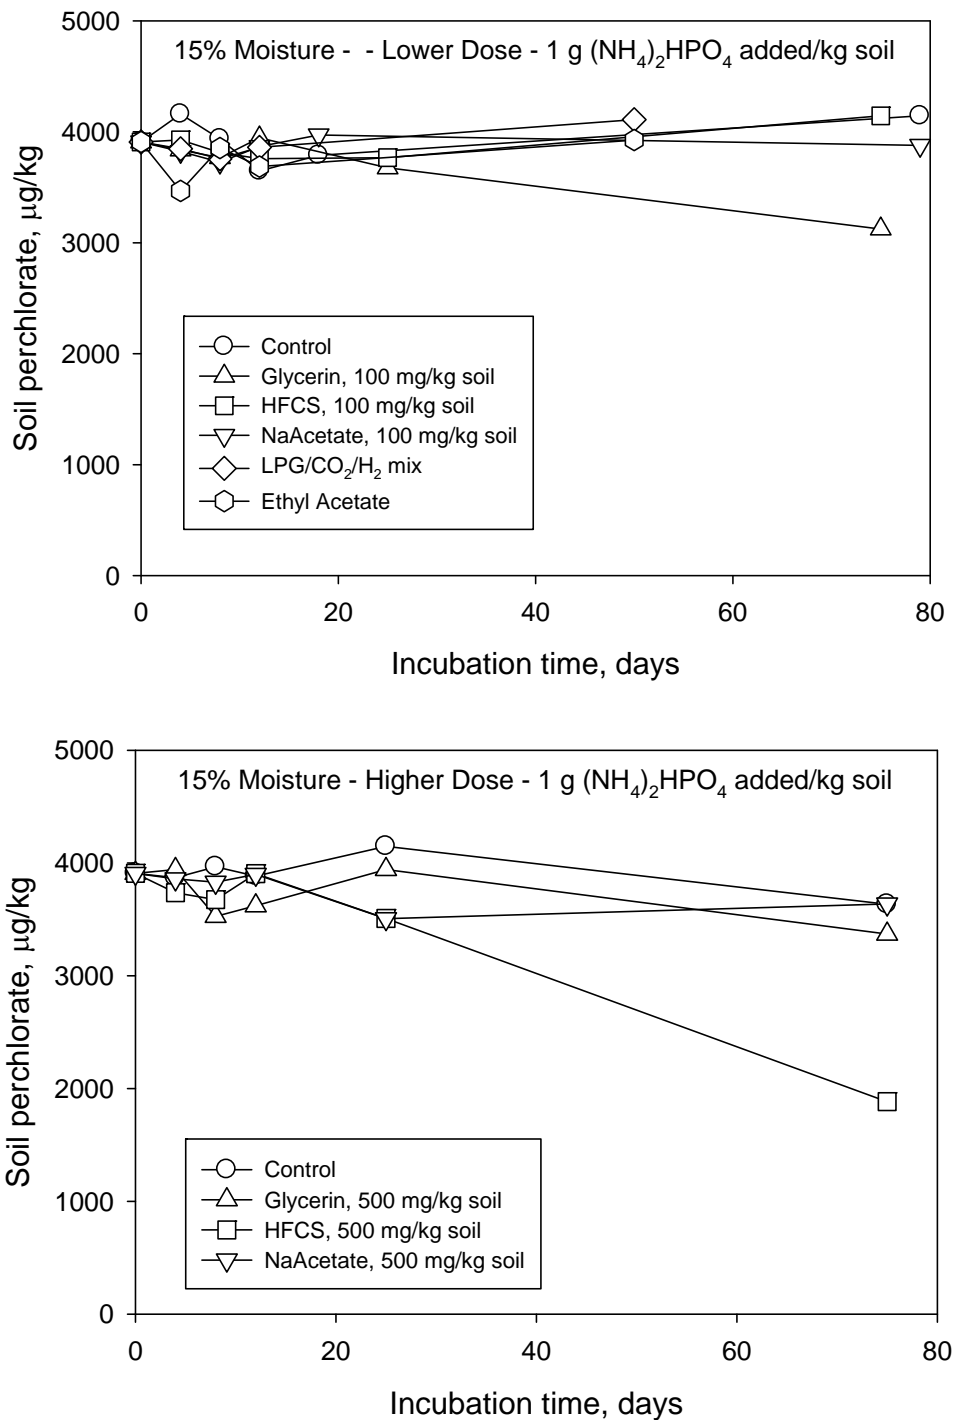 15% Moisture - - Lower Dose - 1 g (NH4)2HPO4 added/kg soil
5000
4000
3000
2000
1000
0
Soil perchlorate, μg/kg
Control
Glycerin, 100 mg/kg soil
HFCS, 100 mg/kg soil
NaAcetate, 100 mg/kg soil
LPG/CO2/H2 mix
Ethyl Acetate
0 20 40 60 80
Incubation time, days
15% Moisture - Higher Dose - 1 g (NH4)2HPO4 added/kg soil
5000
4000
3000
2000
1000
0
Soil perchlorate, μg/kg
Control
Glycerin, 500 mg/kg soil
HFCS, 500 mg/kg soil
NaAcetate, 500 mg/kg soil
0 20 40 60 80
Incubation time, days